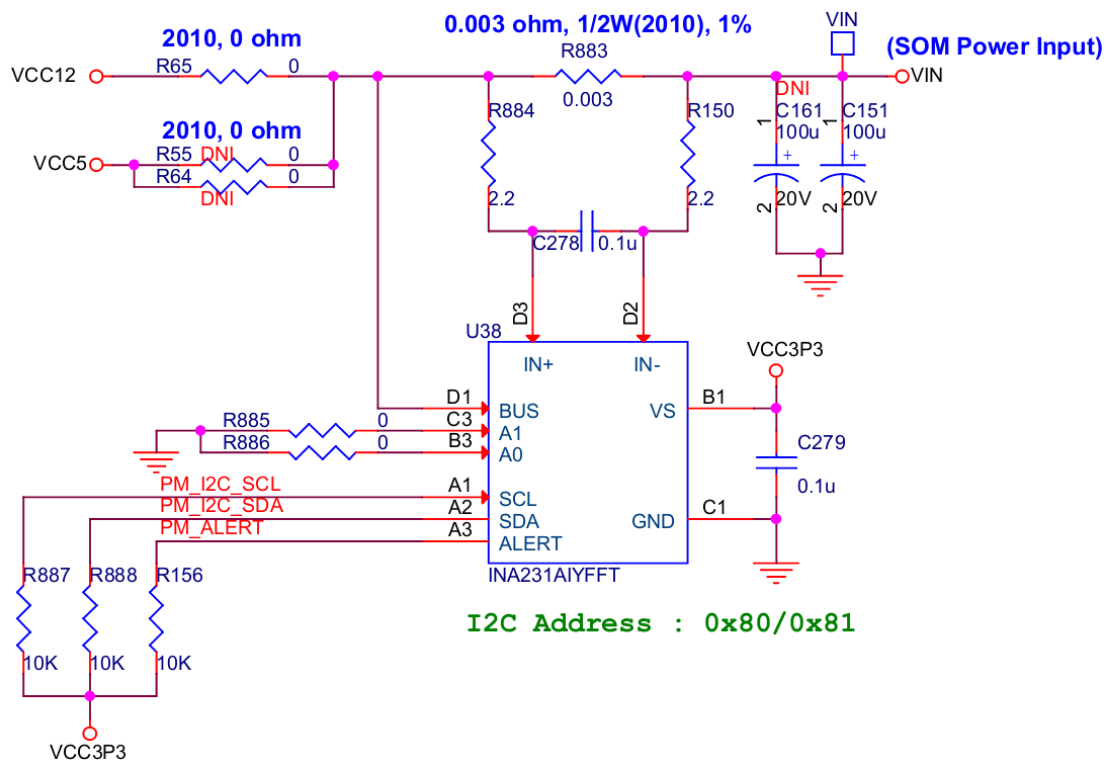 0.003 ohm, 1/2W(2010), 1%
VIN
2010, 0 ohm
R883
(SOM Power Input)
VCC12
R65
0
0.003
VIN
DNI
R884
R150
C161
C151
1
100u
1
100u
2010, 0 ohm
VCC5
R55
DNI
0
R64
0
DNI
+
+
2.2
2.2
2
20V
2
20V
C278
0.1u
D3
D2
U38
IN+
IN-
VCC3P3
D1
BUS
VS
B1
R885
0
C3
A1
R886
0
B3
A0
C279
0.1u
PM_I2C_SCL
A1
SCL
PM_I2C_SDA
A2
SDA
GND
C1
PM_ALERT
A3
ALERT
R887
R888
R156
INA231AIYFFT
I2C Address : 0x80/0x81
10K
10K
10K
VCC3P3